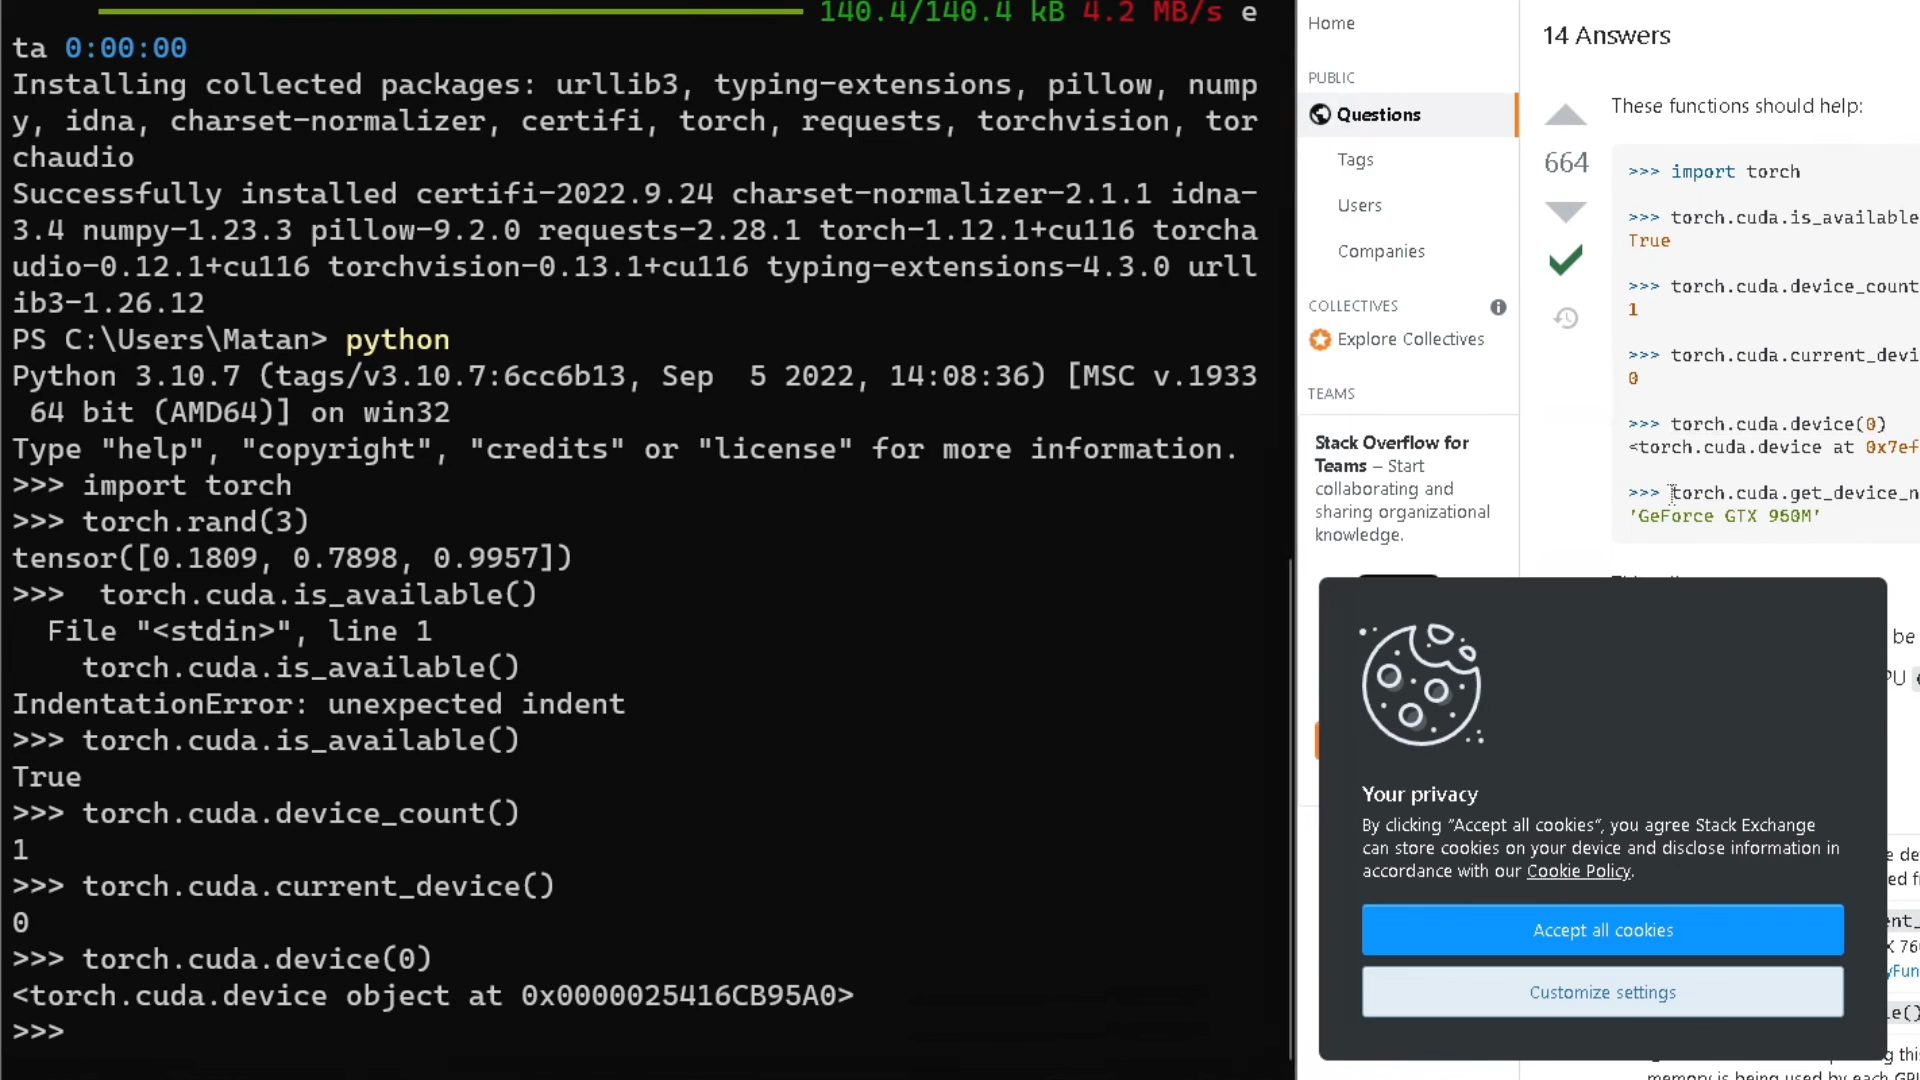 140.4/140.4 kB 4.2 MB/s e
ta 0:00:00
Installing collected packages: urllib3, typing-extensions, pillow, nump
y, idna, charset-normalizer, certifi, torch, requests, torchvision, tor
chaudio
Successfully installed certifi-2022.9.24 charset-normalizer-2.1.1 idna-
3.4 numpy-1.23.3 pillow-9.2.0 requests-2.28.1 torch-1.12.1+cu116 torcha
udio-0.12.1+cu116 torchvision-0.13.1+cu116 typing-extensions-4.3.0 urll
ib3-1.26.12
PS C:\Users\Matan> python
Python 3.10.7 (tags/v3.10.7:6cc6b13, Sep  5 2022, 14:08:36) [MSC v.1933
 64 bit (AMD64)] on win32
Type "help", "copyright", "credits" or "license" for more information.
>>> import torch
>>> torch.rand(3)
tensor([0.1809, 0.7898, 0.9957])
>>>  torch.cuda.is_available()
  File "<stdin>", line 1
    torch.cuda.is_available()
IndentationError: unexpected indent
>>> torch.cuda.is_available()
True
>>> torch.cuda.device_count()
1
>>> torch.cuda.current_device()
0
>>> torch.cuda.device(0)
<torch.cuda.device object at 0x0000025416CB95A0>
>>>
Home
PUBLIC
Questions
Tags
Users
Companies
COLLECTIVES
Explore Collectives
TEAMS
Stack Overflow for
Teams – Start
collaborating and
sharing organizational
knowledge.
14 Answers
664
These functions should help:
>>> import torch
>>> torch.cuda.is_available
True
>>> torch.cuda.device_count
1
>>> torch.cuda.current_devi
0
>>> torch.cuda.device(0)
<torch.cuda.device at 0x7ef
>>> torch.cuda.get_device_n
'GeForce GTX 950M'
be
Your privacy
By clicking “Accept all cookies”, you agree Stack Exchange
can store cookies on your device and disclose information in
accordance with our Cookie Policy.
Accept all cookies
Customize settings